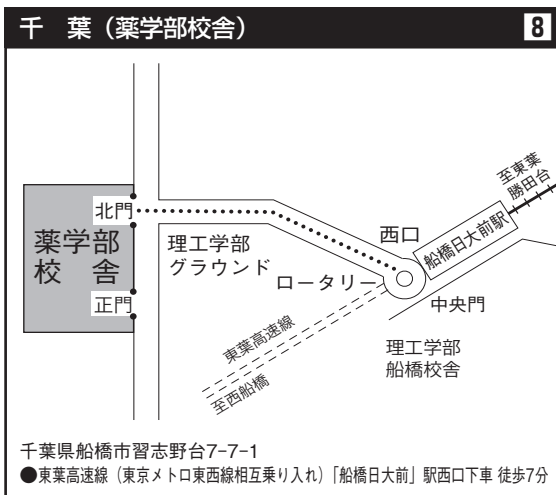 千　葉（薬学部校舎）
8
至東葉
勝田台
北門
西口
船橋日大前駅
薬学部
校　舎
理工学部
グラウンド
ロータリー
正門
中央門
東葉高速線
至西船橋
理工学部
船橋校舎
千葉県船橋市習志野台7-7-1
●東葉高速線（東京メトロ東西線相互乗り入れ）「船橋日大前」駅西口下車 徒歩7分